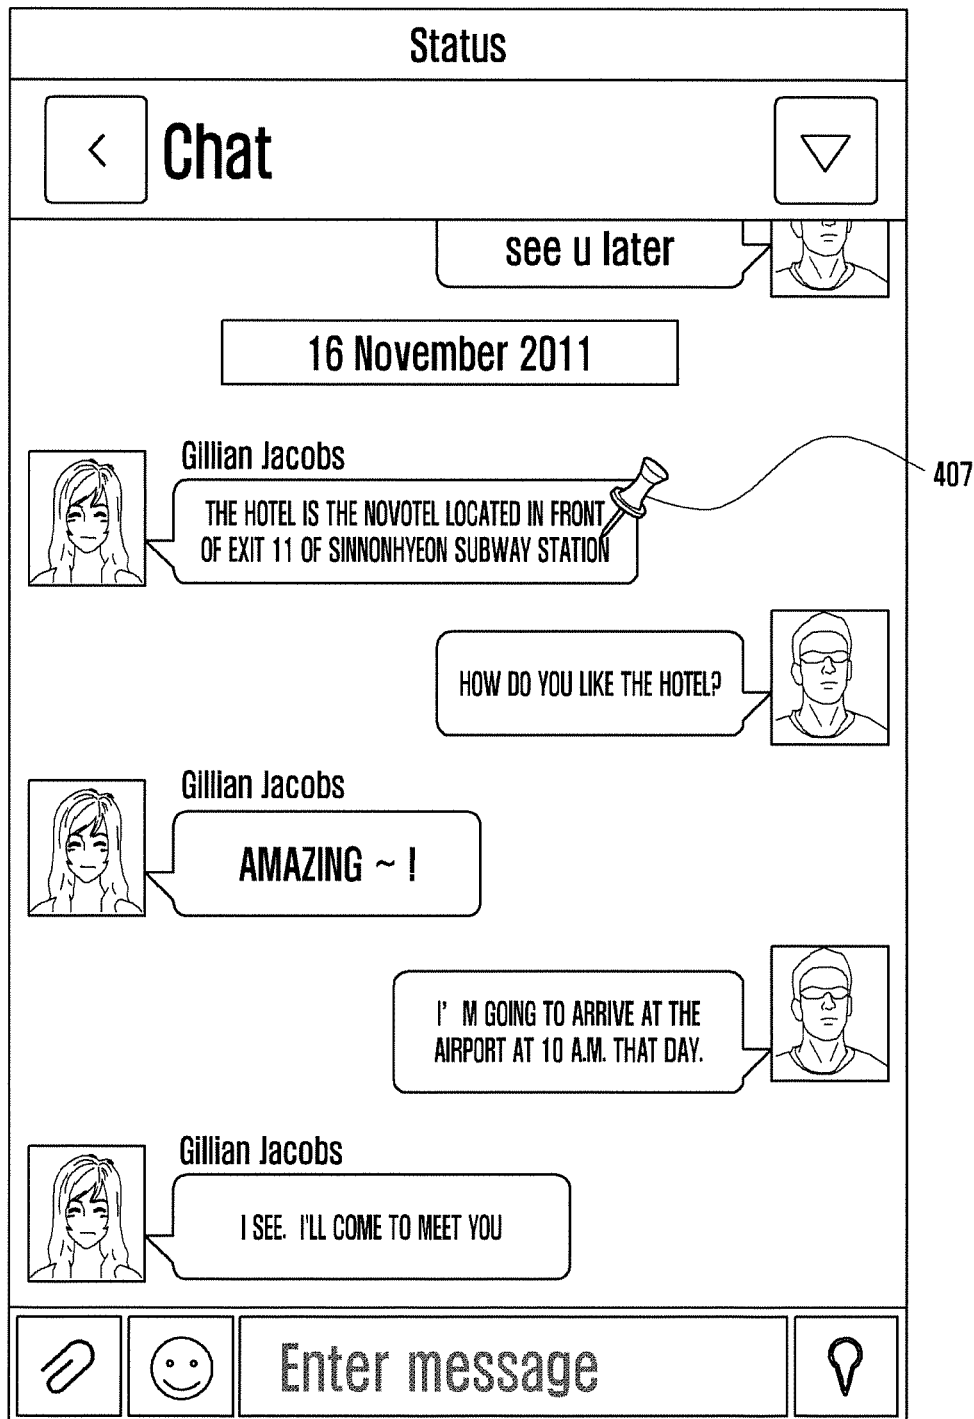 Status
Chat
see u later
16 November 2011
Gillian Jacobs
407
THE HOTEL IS THE NOVOTEL LOCATED IN FRONT
OF EXIT 11 OF SINNONHYEON SUBWAY STATION
HOW DO YOU LIKE THE HOTEL?
Gillian Jacobs
AMAZING ~ !
I' M GOING TO ARRIVE AT THE
AIRPORT AT 10 A.M. THAT DAY.
Gillian Jacobs
I SEE. I'LL COME TO MEET YOU
Enter message